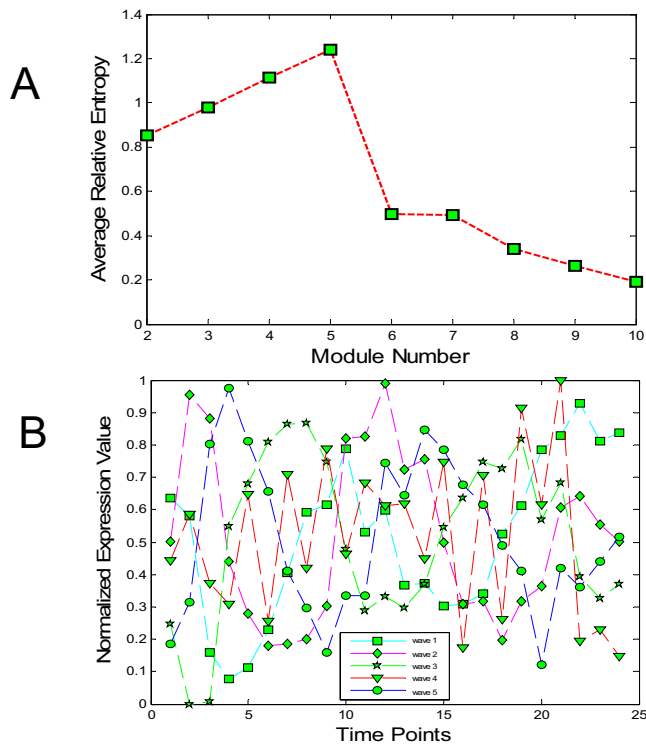 A
Average Relative Entropy
1.4
1.2
1
0.8
0.6
0.4
0.2
0
2 3 4 5 6 7 8 9 10
Module Number
B
Normalized Expression Value
1
0.9
0.8
0.7
0.6
0.5
0.4
0.3
0.2
0.1
0
wave 1
wave 2
wave 3
wave 4
wave 5
0 5 10 15 20 25
Time Points